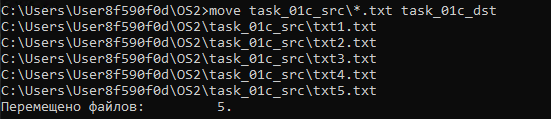 C:\Users\User8f590f0d\OS2>move task_01c_src\*.txt task_01c_dst
C:\Users\User8f590f0d\OS2\task_01c_src\txt1.txt
C:\Users\User8f590f0d\OS2\task_01c_src\txt2.txt
C:\Users\User8f590f0d\OS2\task_01c_src\txt3.txt
C:\Users\User8f590f0d\OS2\task_01c_src\txt4.txt
C:\Users\User8f590f0d\OS2\task_01c_src\txt5.txt
Перемещено файлов:         5.